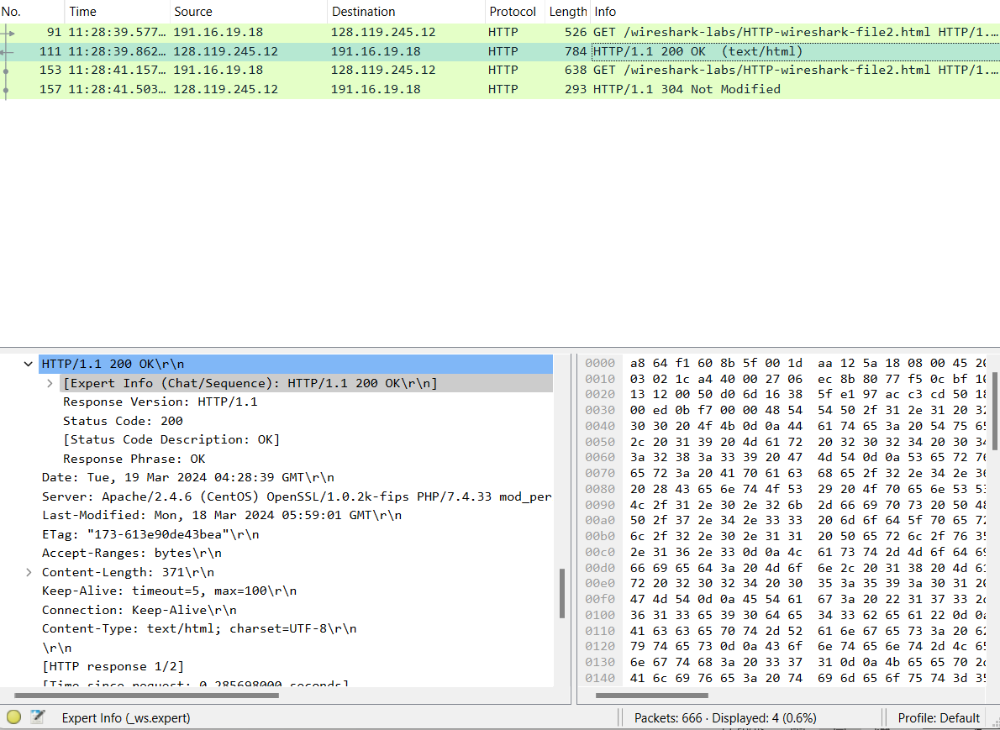 No. Time Source Destination Protocol Length Info
91 11:28:39.577… 191.16.19.18 128.119.245.12 HTTP 526 GET /wireshark-labs/HTTP-wireshark-file2.html HTTP/1.…
111 11:28:39.862… 128.119.245.12 191.16.19.18 HTTP 784 HTTP/1.1 200 OK (text/html)
153 11:28:41.157… 191.16.19.18 128.119.245.12 HTTP 638 GET /wireshark-labs/HTTP-wireshark-file2.html HTTP/1.…
157 11:28:41.503… 128.119.245.12 191.16.19.18 HTTP 293 HTTP/1.1 304 Not Modified
HTTP/1.1 200 OK\r\n
[Expert Info (Chat/Sequence): HTTP/1.1 200 OK\r\n]
Response Version: HTTP/1.1
Status Code: 200
[Status Code Description: OK]
Response Phrase: OK
Date: Tue, 19 Mar 2024 04:28:39 GMT\r\n
Server: Apache/2.4.6 (CentOS) OpenSSL/1.0.2k-fips PHP/7.4.33 mod_per
Last-Modified: Mon, 18 Mar 2024 05:59:01 GMT\r\n
ETag: "173-613e90de43bea"\r\n
Accept-Ranges: bytes\r\n
Content-Length: 371\r\n
Keep-Alive: timeout=5, max=100\r\n
Connection: Keep-Alive\r\n
Content-Type: text/html; charset=UTF-8\r\n
\r\n
[HTTP response 1/2]
[Time since request: 0.285698000 seconds]
0000 a8 64 f1 60 8b 5f 00 1d aa 12 5a 18 08 00 45 20
0010 03 02 1c a4 40 00 27 06 ec 8b 80 77 f5 0c bf 10
0020 13 12 00 50 d0 6d 16 38 5f e1 97 ac c3 cd 50 18
0030 00 ed 0b f7 00 00 48 54 54 50 2f 31 2e 31 20 32
0040 30 30 20 4f 4b 0d 0a 44 61 74 65 3a 20 54 75 65
0050 2c 20 31 39 20 4d 61 72 20 32 30 32 34 20 30 34
0060 3a 32 38 3a 33 39 20 47 4d 54 0d 0a 53 65 72 76
0070 65 72 3a 20 41 70 61 63 68 65 2f 32 2e 34 2e 36
0080 20 28 43 65 6e 74 4f 53 29 20 4f 70 65 6e 53 53
0090 4c 2f 31 2e 30 2e 32 6b 2d 66 69 70 73 20 50 48
00a0 50 2f 37 2e 34 2e 33 33 20 6d 6f 64 5f 70 65 72
00b0 6c 2f 32 2e 30 2e 31 31 20 50 65 72 6c 2f 76 35
00c0 2e 31 36 2e 33 0d 0a 4c 61 73 74 2d 4d 6f 64 69
00d0 66 69 65 64 3a 20 4d 6f 6e 2c 20 31 38 20 4d 61
00e0 72 20 32 30 32 34 20 30 35 3a 35 39 3a 30 31 20
00f0 47 4d 54 0d 0a 45 54 61 67 3a 20 22 31 37 33 2d
0100 36 31 33 65 39 30 64 65 34 33 62 65 61 22 0d 0a
0110 41 63 63 65 70 74 2d 52 61 6e 67 65 73 3a 20 62
0120 79 74 65 73 0d 0a 43 6f 6e 74 65 6e 74 2d 4c 65
0130 6e 67 74 68 3a 20 33 37 31 0d 0a 4b 65 65 70 2d
0140 41 6c 69 76 65 3a 20 74 69 6d 65 6f 75 74 3d 35
Expert Info (_ws.expert)
Packets: 666 · Displayed: 4 (0.6%)
Profile: Default